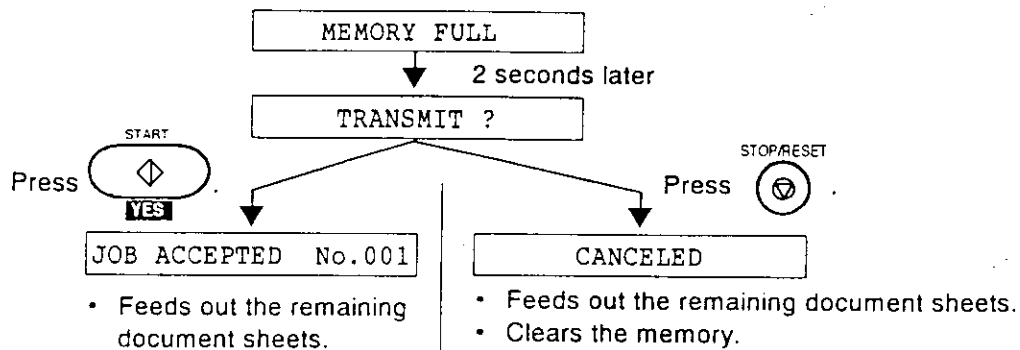 MEMORY FULL
2 seconds later
TRANSMIT ?
START
Press
YES
.
STOP/RESET
Press
.
JOB ACCEPTED No.001
• Feeds out the remaining
document sheets.
CANCELED
• Feeds out the remaining document sheets.
• Clears the memory.